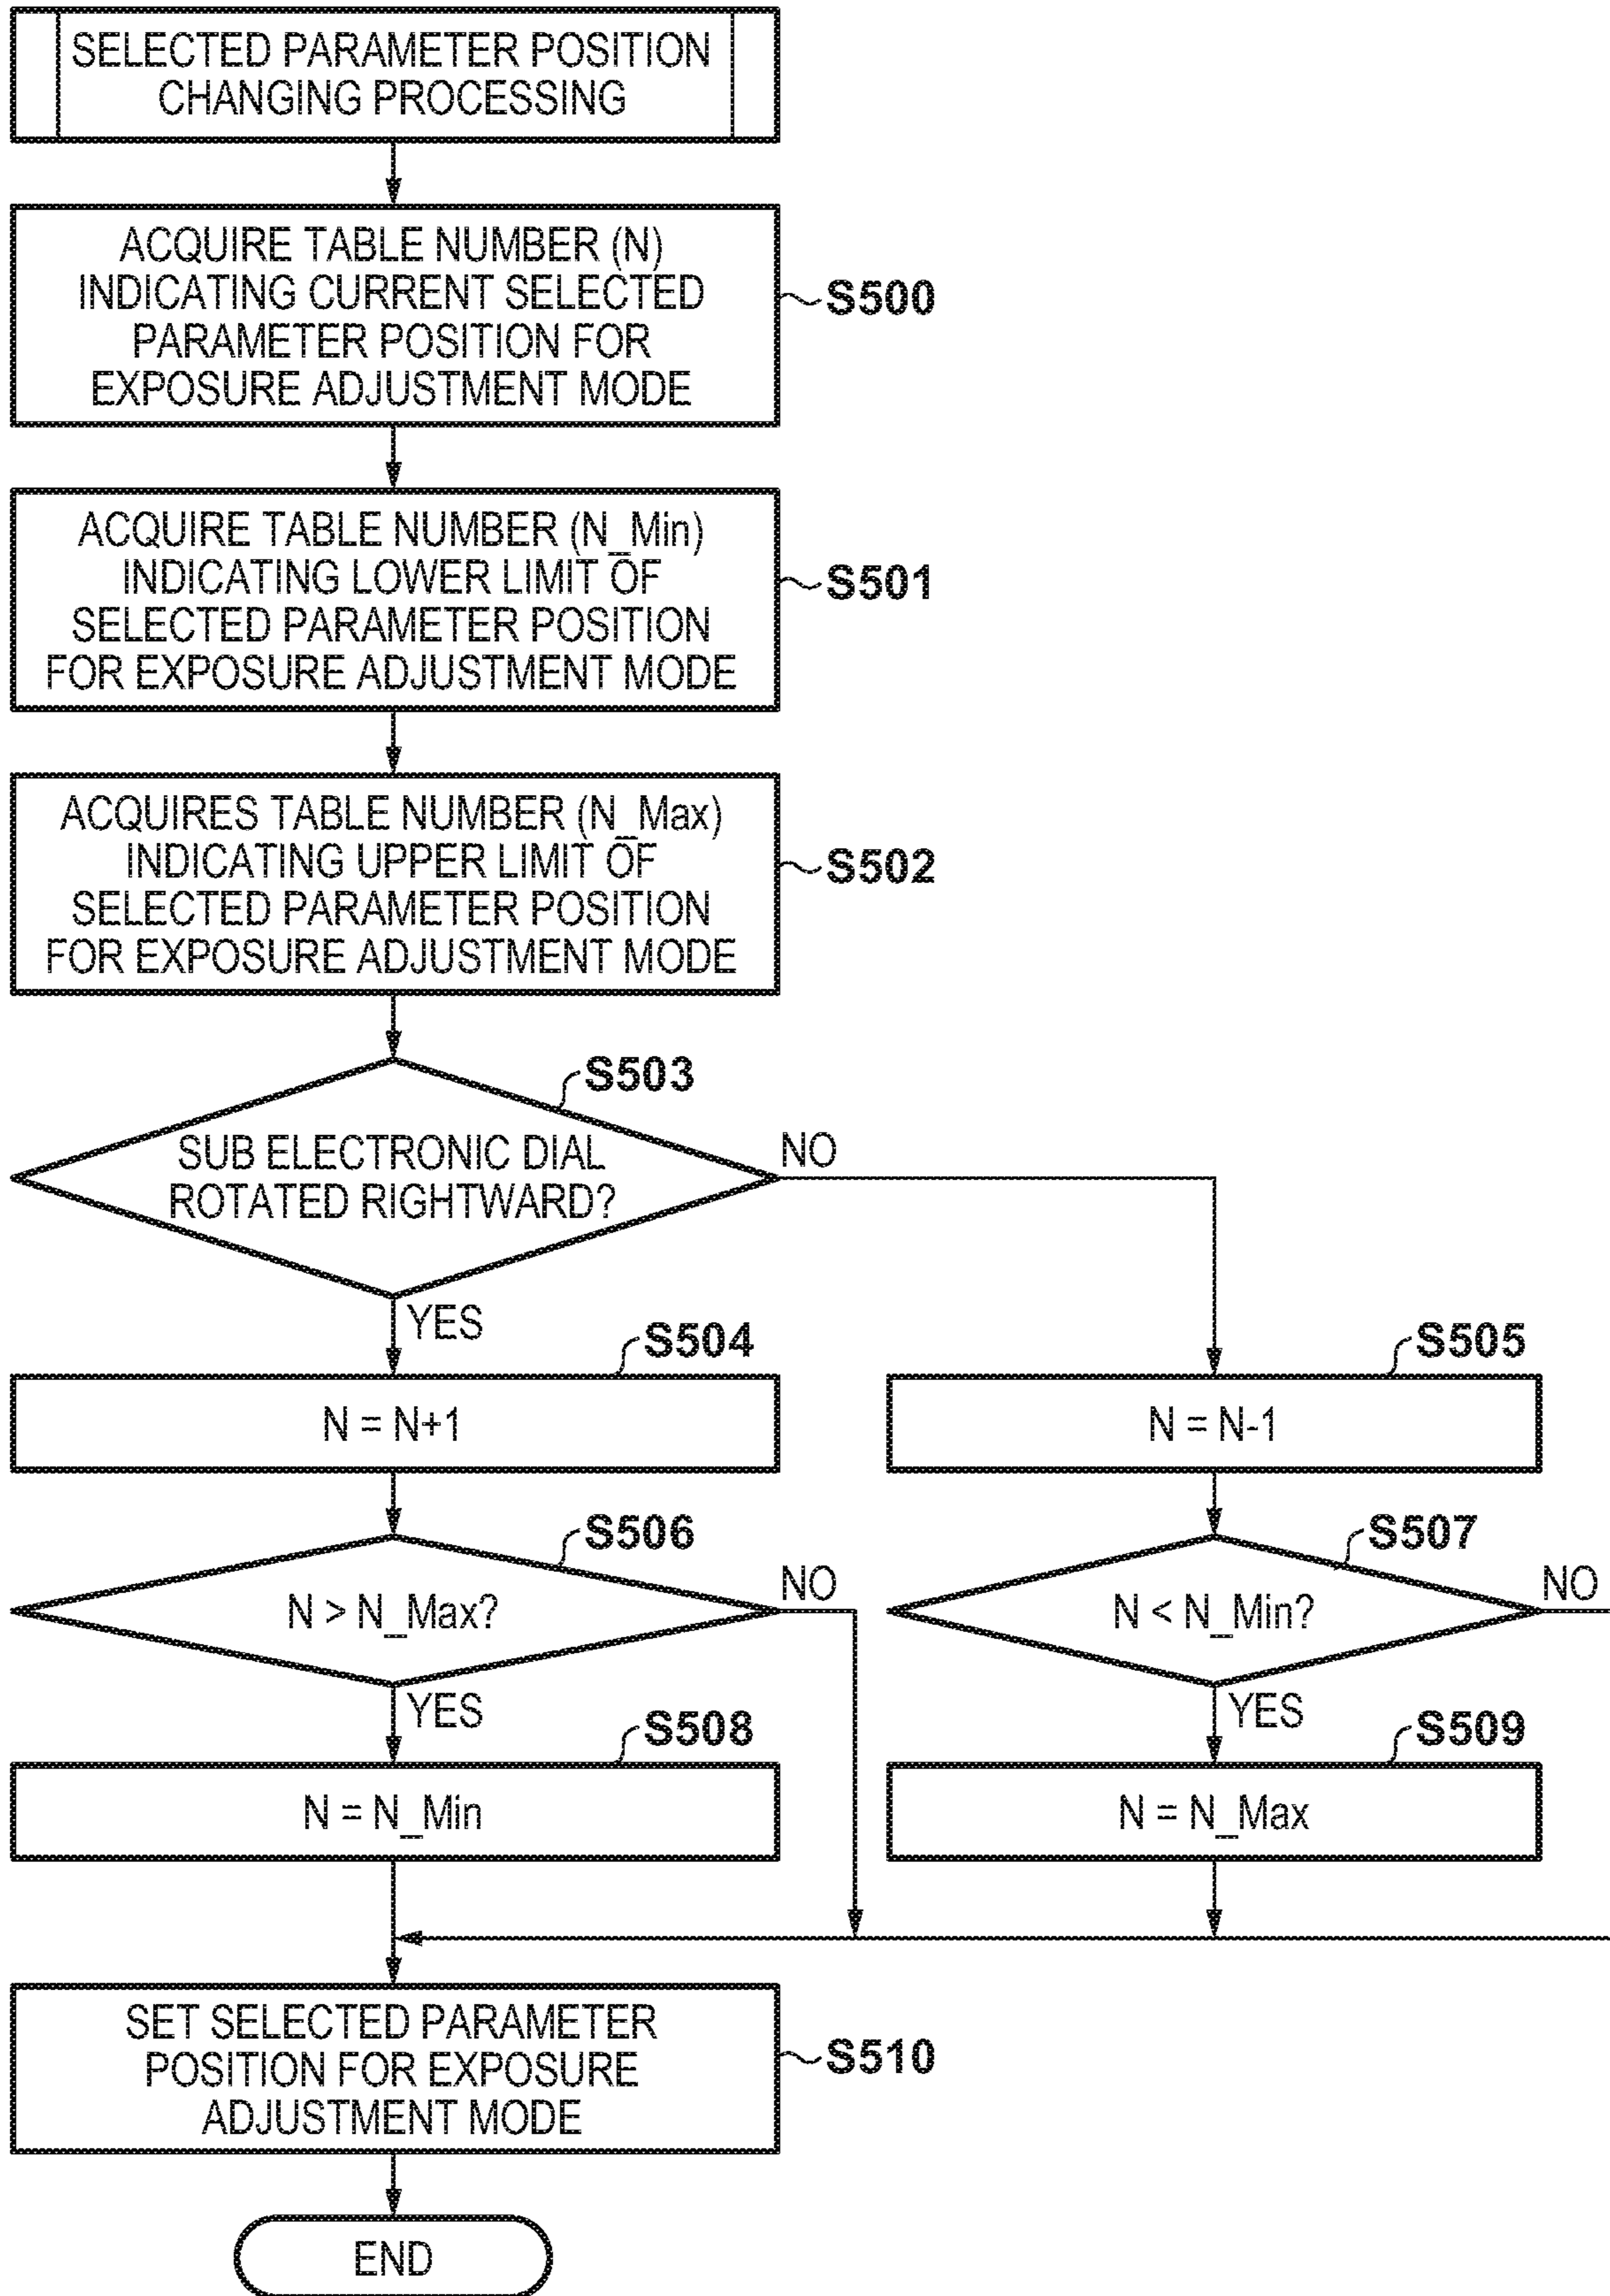 SELECTED PARAMETER POSITION
CHANGING PROCESSING
ACQUIRE TABLE NUMBER (N)
INDICATING CURRENT SELECTED
PARAMETER POSITION FOR
EXPOSURE ADJUSTMENT MODE
S500
ACQUIRE TABLE NUMBER (N_Min)
INDICATING LOWER LIMIT OF
SELECTED PARAMETER POSITION
FOR EXPOSURE ADJUSTMENT MODE
S501
ACQUIRES TABLE NUMBER (N_Max)
INDICATING UPPER LIMIT OF
SELECTED PARAMETER POSITION
FOR EXPOSURE ADJUSTMENT MODE
S502
S503
SUB ELECTRONIC DIAL
ROTATED RIGHTWARD?
NO
YES
S504
N = N+1
S505
N = N-1
S506
N > N_Max?
NO
YES
S507
N < N_Min?
NO
YES
S508
N = N_Min
S509
N = N_Max
SET SELECTED PARAMETER
POSITION FOR EXPOSURE
ADJUSTMENT MODE
S510
END